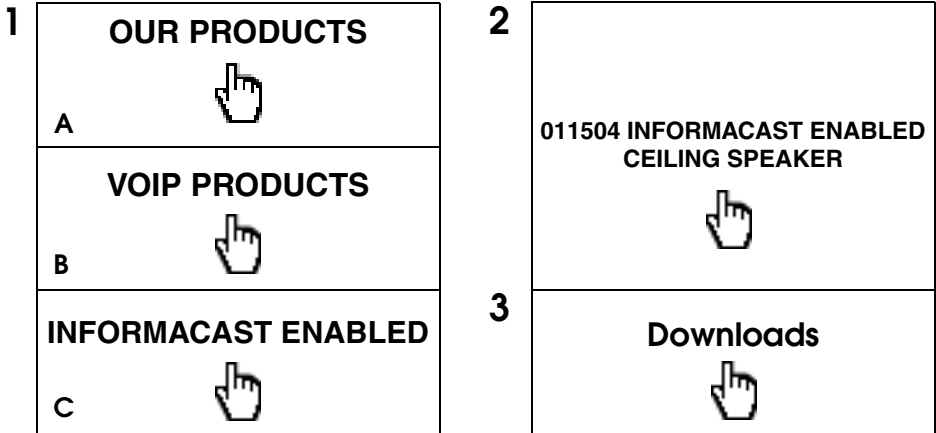 1
OUR PRODUCTS
A
VOIP PRODUCTS
B
INFORMACAST ENABLED
C
2
011504 INFORMACAST ENABLED
CEILING SPEAKER
3
Downloads